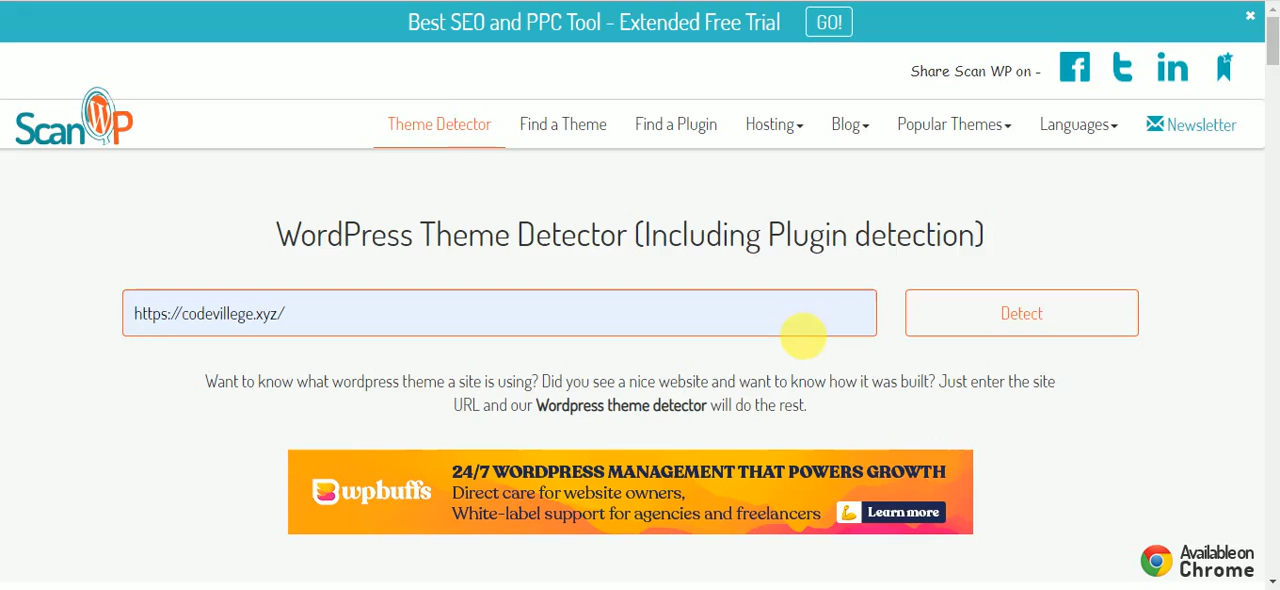 Best SEO and PPC Tool - Extended Free Trial GO!
Share Scan WP on -
ScanWP
Theme Detector Find a Theme Find a Plugin Hosting Blog Popular Themes Languages Newsletter
WordPress Theme Detector (Including Plugin detection)
https://codevillege.xyz/ Detect
Want to know what wordpress theme a site is using? Did you see a nice website and want to know how it was built? Just enter the site
URL and our Wordpress theme detector will do the rest.
wpbuffs
24/7 WORDPRESS MANAGEMENT THAT POWERS GROWTH
Direct care for website owners,
White-label support for agencies and freelancers
Learn more
Available on
Chrome